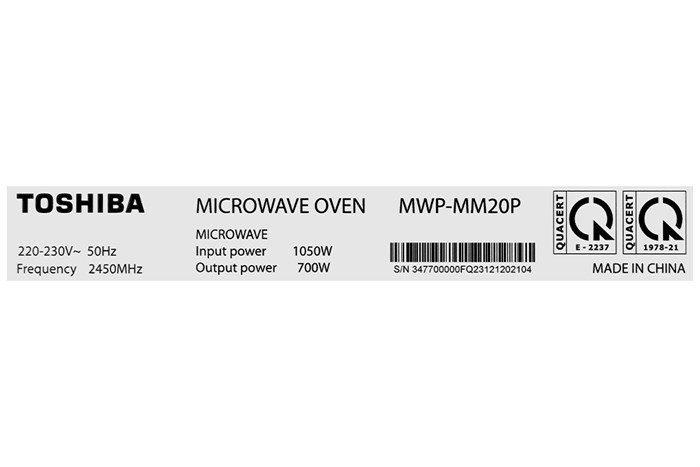 TOSHIBA
220-230V~ 50Hz
Frequency 2450MHz
MICROWAVE OVEN
MICROWAVE
Input power 1050W
Output power 700W
MWP-MM20P
S/N 347700000FQ23121202104
QUACERT
E - 2237
QUACERT
1978-21
MADE IN CHINA